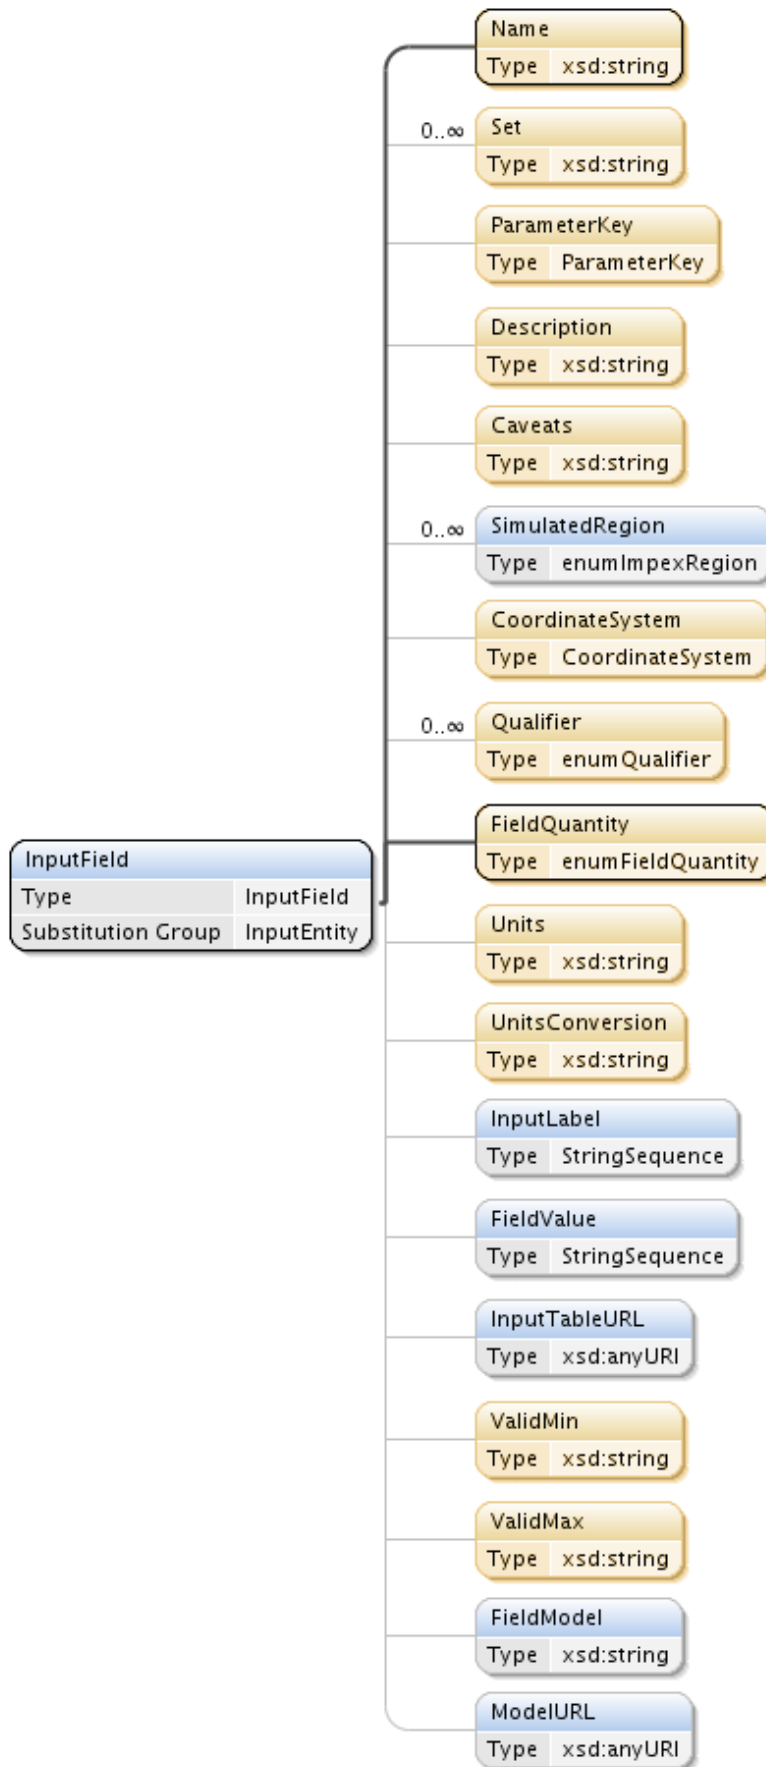 Name
Type xsd:string
0..∞
Set
Type xsd:string
ParameterKey
Type ParameterKey
Description
Type xsd:string
Caveats
Type xsd:string
0..∞
SimulatedRegion
Type enumImpexRegion
CoordinateSystem
Type CoordinateSystem
0..∞
Qualifier
Type enumQualifier
FieldQuantity
Type enumFieldQuantity
InputField
Type InputField
Substitution Group InputEntity
Units
Type xsd:string
UnitsConversion
Type xsd:string
InputLabel
Type StringSequence
FieldValue
Type StringSequence
InputTableURL
Type xsd:anyURI
ValidMin
Type xsd:string
ValidMax
Type xsd:string
FieldModel
Type xsd:string
ModelURL
Type xsd:anyURI